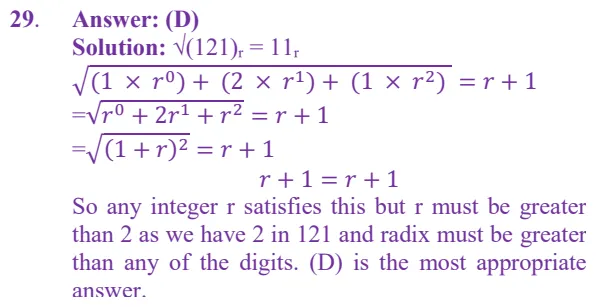 29. Answer: (D)
Solution: √(121)ᵣ = 11ᵣ
√((1 × r⁰) + (2 × r¹) + (1 × r²)) = r + 1
=√(r⁰ + 2r¹ + r²) = r + 1
=√((1 + r)²) = r + 1
r + 1 = r + 1
So any integer r satisfies this but r must be greater
than 2 as we have 2 in 121 and radix must be greater
than any of the digits. (D) is the most appropriate
answer.